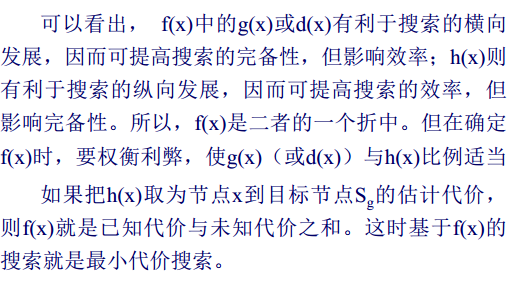 可以看出， f(x)中的g(x)或d(x)有利于搜索的横向
发展，因而可提高搜索的完备性，但影响效率；h(x)则
有利于搜索的纵向发展，因而可提高搜索的效率，但
影响完备性。所以，f(x)是二者的一个折中。但在确定
f(x)时，要权衡利弊，使g(x)（或d(x)）与h(x)比例适当
如果把h(x)取为节点x到目标节点Sg的估计代价，
则f(x)就是已知代价与未知代价之和。这时基于f(x)的
搜索就是最小代价搜索。